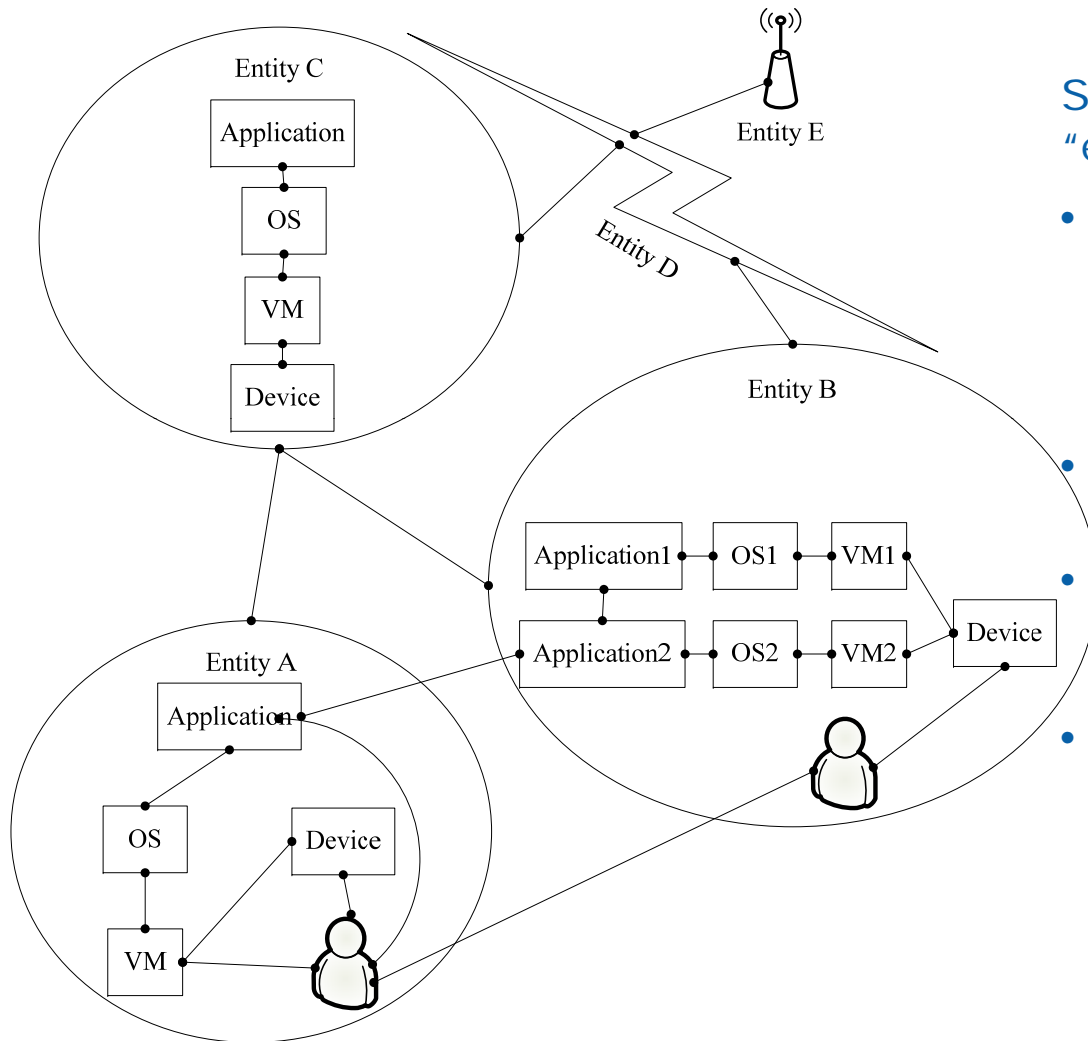 Entity C
Application
OS
VM
Device
Entity E
Entity D
Entity B
Application1
OS1
VM1
Application2
OS2
VM2
Device
Entity A
Application
OS
Device
VM
S
"e
•
•
•
•